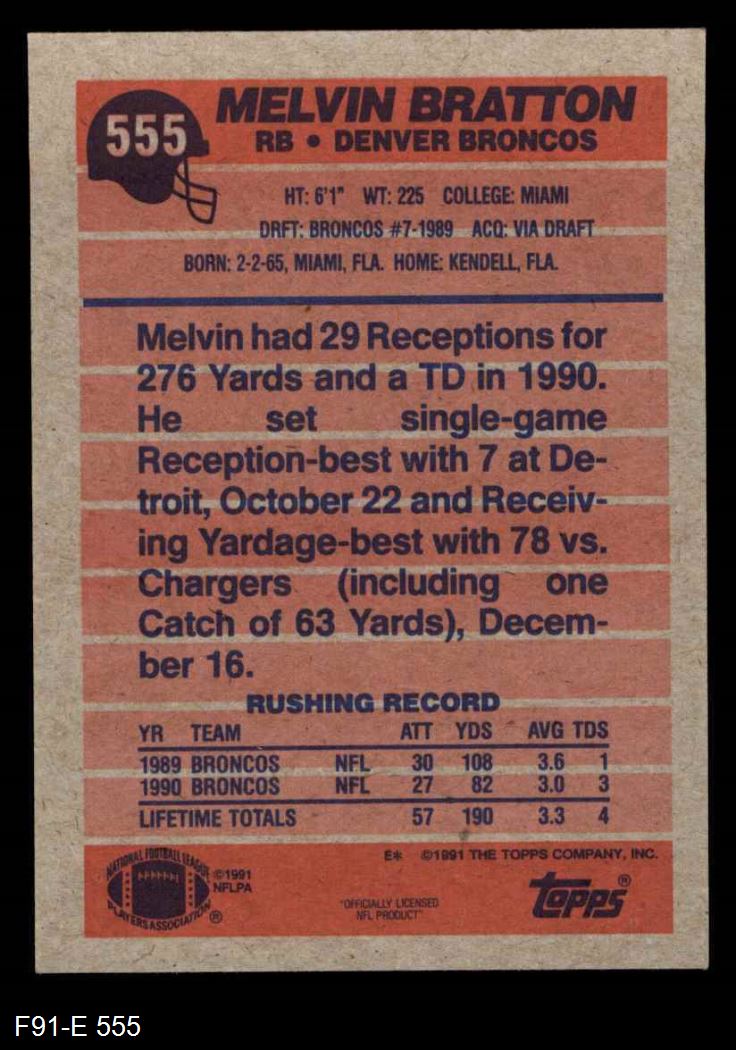 555
MELVIN BRATTON
RB • DENVER BRONCOS
HT: 6'1" WT: 225 COLLEGE: MIAMI
DRFT: BRONCOS #7-1989 ACQ: VIA DRAFT
BORN: 2-2-65, MIAMI, FLA. HOME: KENDELL, FLA.
Melvin had 29 Receptions for
276 Yards and a TD in 1990.
He set single-game
Reception-best with 7 at De-
troit, October 22 and Receiv-
ing Yardage-best with 78 vs.
Chargers (including one
Catch of 63 Yards), Decem-
ber 16.
RUSHING RECORD
YR TEAM ATT YDS AVG TDS
1989 BRONCOS NFL 30 108 3.6 1
1990 BRONCOS NFL 27 82 3.0 3
LIFETIME TOTALS 57 190 3.3 4
E* ©1991 THE TOPPS COMPANY, INC.
NATIONAL FOOTBALL LEAGUE
PLAYERS ASSOCIATION ®
©1991
NFLPA
"OFFICIALLY LICENSED
NFL PRODUCT"
topps ®
F91-E 555